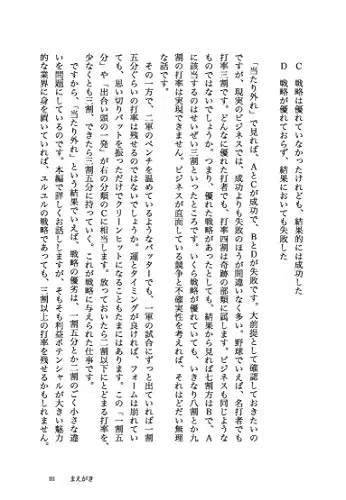 C　戦略は優れていなかったけれども、結果的には成功した
D　戦略が優れておらず、結果においても失敗した
「当たり外れ」で見れば、AとCが成功で、BとDが失敗です。大前提として確認しておきたいの
ですが、現実のビジネスでは、成功よりも失敗のほうが間違いなく多い。野球でいえば、名打者でも
打率三割です。どんなに優れた打者でも、打率四割は奇跡の部類に属します。ビジネスも同じような
ものではないでしょうか。つまり、優れた戦略があったとしても、結果から見れば七割方はBで、A
に該当するのはせいぜい三割といったところです。いくら戦略が優れていても、いきなり八割とか九
割の打率は実現できません。ビジネスが直面している競争と不確実性を考えれば、それはどだい無理
な話です。
その一方で、二軍のベンチを温めているようなバッターでも、一軍の試合にずっと出ていれば一割
五分ぐらいの打率は残せるのではないでしょうか。運とタイミングが良ければ、フォームは崩れてい
ても、思い切りバットを振っただけでクリーンヒットになることもたまにはあります。この「一割五
分」や「出合い頭の一発」が右の分類のCに相当します。放っておいたら二割以下にとどまる打率を、
少なくとも三割、できたら三割五分に持っていく。これが戦略に与えられた仕事です。
ですから、「当たり外れ」という結果でいえば、戦略の優劣は、一割五分とか二割のごく小さな違
いを問題にしているのです。本編で詳しくお話ししますが、そもそも利益ポテンシャルが大きい魅力
的な業界に身を置いていれば、ユルユルの戦略であっても、三割以上の打率を残せるかもしれません。
まえがき